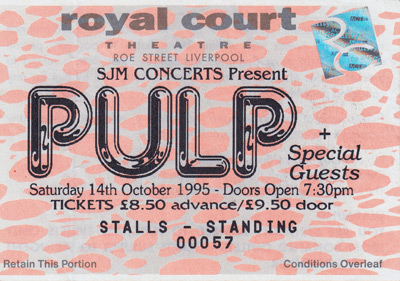 royal court
THEATRE
ROE STREET LIVERPOOL
SJM CONCERTS Present
PULP
+
Special
Guests
Saturday 14th October 1995 - Doors Open 7:30pm
TICKETS £8.50 advance/£9.50 door
STALLS - STANDING
00057
Retain This Portion
Conditions Overleaf